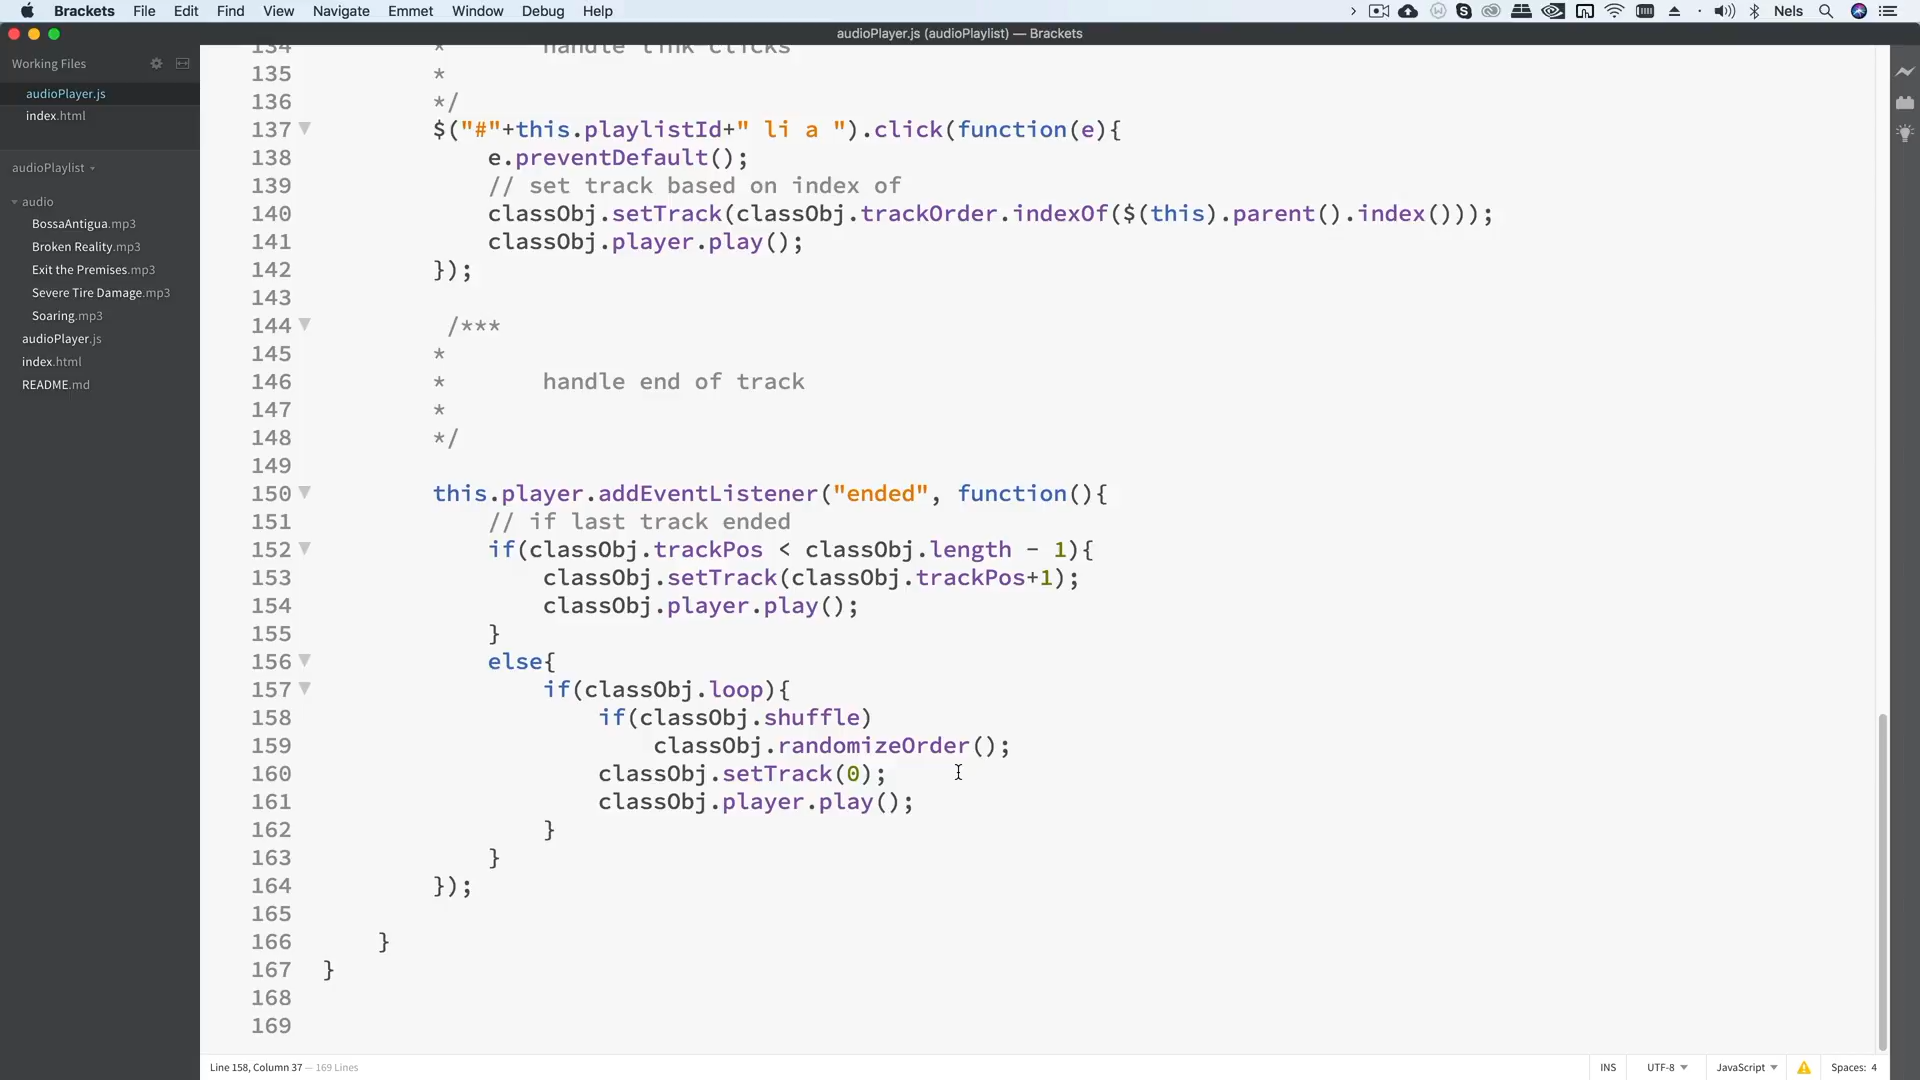 Brackets File Edit Find View Navigate Emmet Window Debug Help Nels
audioPlayer.js (audioPlaylist) — Brackets
Working Files
audioPlayer.js
index.html
audioPlaylist
audio
BossaAntigua.mp3
Broken Reality.mp3
Exit the Premises.mp3
Severe Tire Damage.mp3
Soaring.mp3
audioPlayer.js
index.html
README.md
134 * handle link clicks
135 *
136 */
137 $("#"+this.playlistId+" li a ").click(function(e){
138 e.preventDefault();
139 // set track based on index of
140 classObj.setTrack(classObj.trackOrder.indexOf($(this).parent().index()));
141 classObj.player.play();
142 });
143
144 /***
145 *
146 * handle end of track
147 *
148 */
149
150 this.player.addEventListener("ended", function(){
151 // if last track ended
152 if(classObj.trackPos < classObj.length - 1){
153 classObj.setTrack(classObj.trackPos+1);
154 classObj.player.play();
155 }
156 else{
157 if(classObj.loop){
158 if(classObj.shuffle)
159 classObj.randomizeOrder();
160 classObj.setTrack(0);
161 classObj.player.play();
162 }
163 }
164 });
165
166 }
167 }
168
169
Line 158, Column 37 — 169 Lines INS UTF-8 JavaScript Spaces: 4